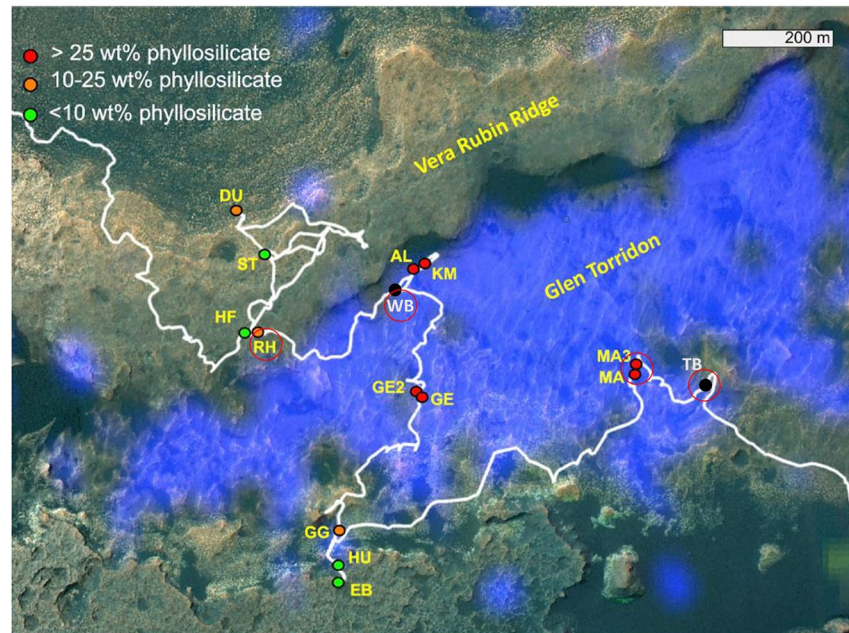 > 25 wt% phyllosilicate
10-25 wt% phyllosilicate
<10 wt% phyllosilicate
200 m
Vera Rubin Ridge
DU
ST
AL
KM
Glen Torridon
WB
HF
RH
MA3
MA
TB
GE2
GE
GG
HU
EB